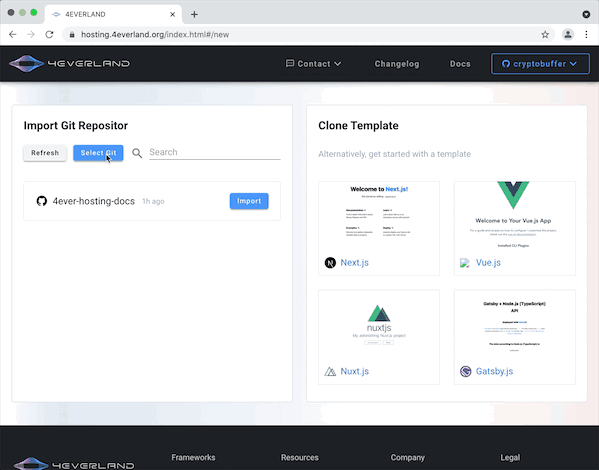 4EVERLAND
hosting.4everland.org/index.html#/new
4EVERLAND
Contact
Changelog
Docs
cryptobuffer
Import Git Repositor
Refresh
Select Git
Search
4ever-hosting-docs
1h ago
Import
Clone Template
Alternatively, get started with a template
Welcome to Next.js!
Next.js
Welcome to Your Vue.js App
Installed CLI Plugins
Vue.js
nuxtjs
My astonishing Nuxt.js project
Nuxt.js
Gatsby + Node.js (TypeScript)
API
Gatsby.js
4EVERLAND
Frameworks
Resources
Company
Legal